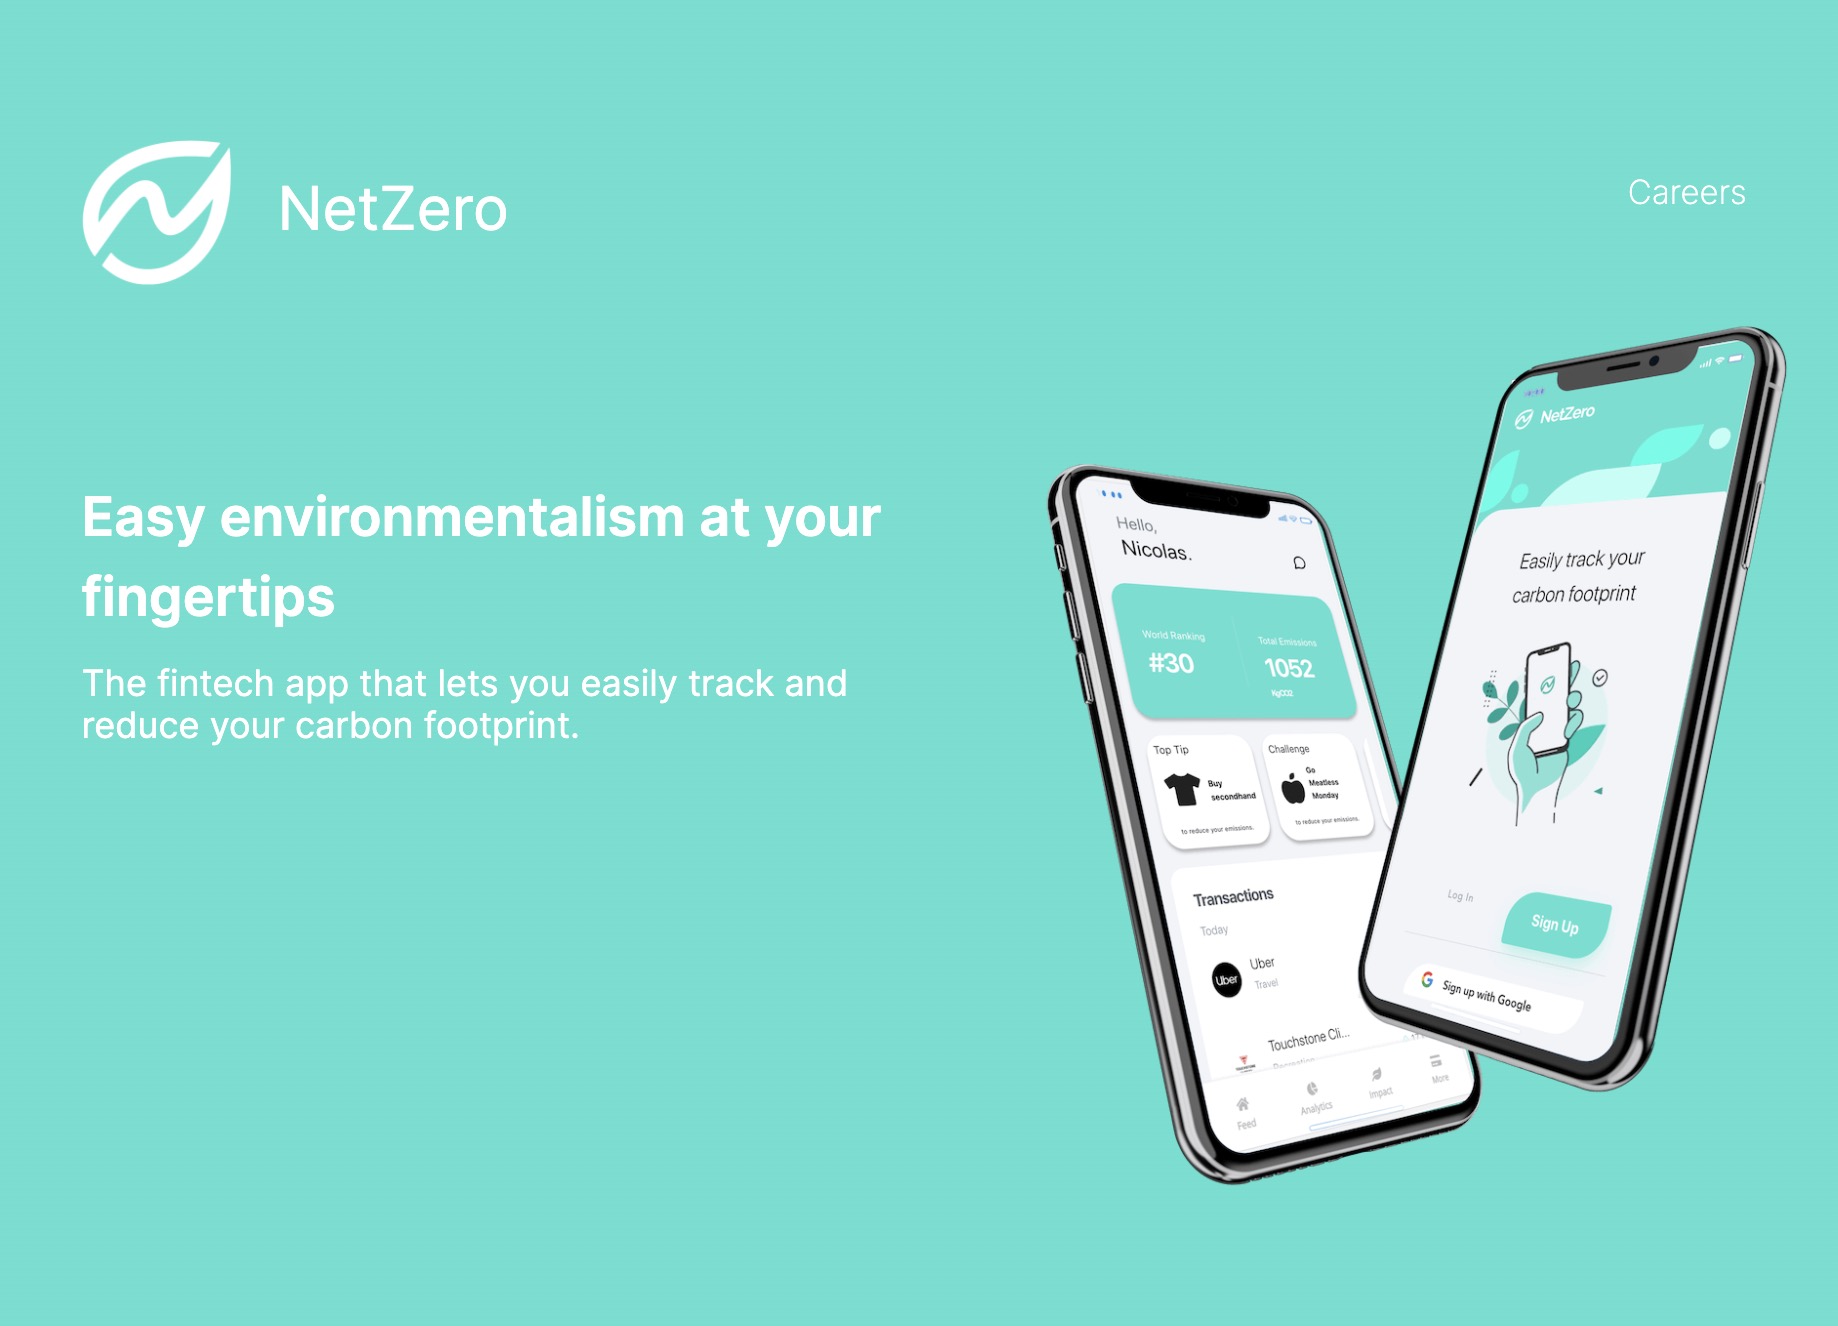 NetZero
Careers
Easy environmentalism at your
fingertips
The fintech app that lets you easily track and
reduce your carbon footprint.
Hello,
Nicolas.
World Ranking
#30
Total Emissions
1052
KgCO2
Top Tip
Buy
secondhand
to reduce your emissions.
Challenge
Go
Meatless
Monday
to reduce your emissions.
Transactions
Today
Uber
Uber
Travel
Touchstone Cli...
Recreation
Feed
Analytics
Impact
More
NetZero
Easily track your
carbon footprint
Log In
Sign Up
Sign up with Google